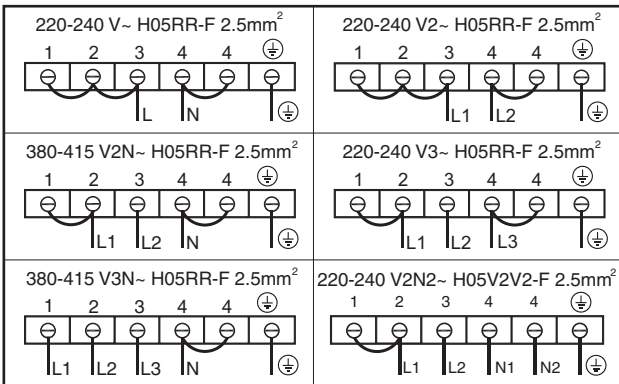 220-240 V~ H05RR-F 2.5mm²
1 2 3 4 4
L N
220-240 V2~ H05RR-F 2.5mm²
1 2 3 4 4
L1 L2
380-415 V2N~ H05RR-F 2.5mm²
1 2 3 4 4
L1 L2 N
220-240 V3~ H05RR-F 2.5mm²
1 2 3 4 4
L1 L2 L3
380-415 V3N~ H05RR-F 2.5mm²
1 2 3 4 4
L1 L2 L3 N
220-240 V2N2~ H05V2V2-F 2.5mm²
1 2 3 4 4
L1 L2 N1 N2